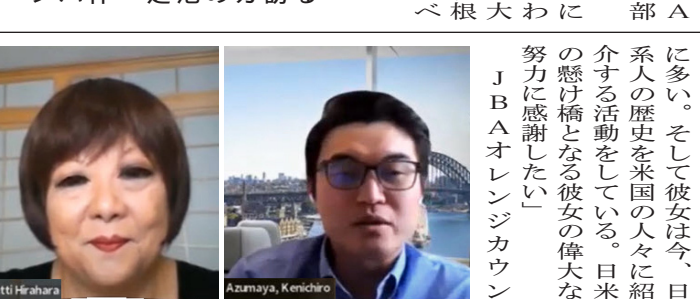 A
部
に
わ
大
根
べ
に多い。そして彼女は今、日
系人の歴史を米国の人々に紹
介する活動をしている。日米
の懸け橋となる彼女の偉大な
努力に感謝したい」
JBAオレンジカウン
tti Hirahara
Azumaya, Kenichiro